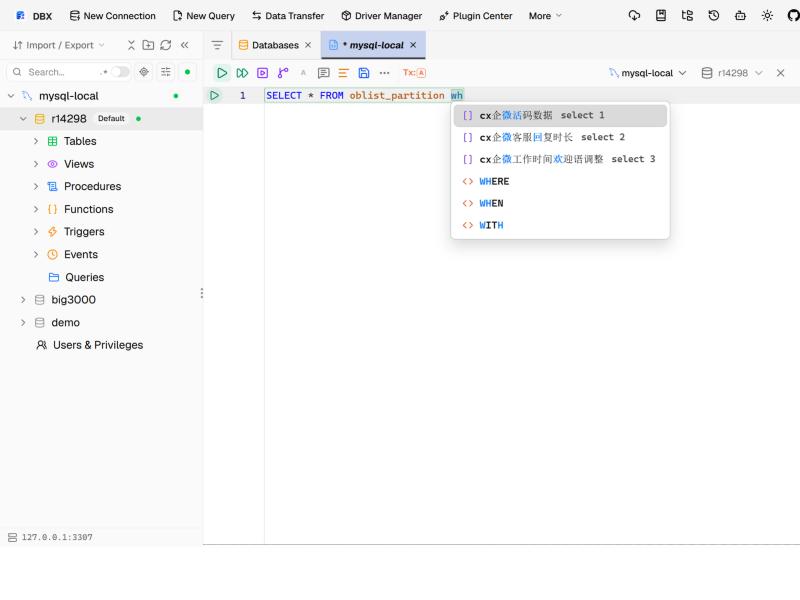 DBX New Connection New Query Data Transfer Driver Manager Plugin Center More
Import / Export
Databases
* mysql-local
Search...
.*
A
Tx: A
mysql-local
r14298
mysql-local
1 SELECT * FROM oblist_partition wh
r14298 Default
cx企微活码数据 select 1
cx企微客服回复时长 select 2
cx企微工作时间欢迎语调整 select 3
WHERE
WHEN
WITH
Tables
Views
Procedures
Functions
Triggers
Events
Queries
big3000
demo
Users & Privileges
127.0.0.1:3307